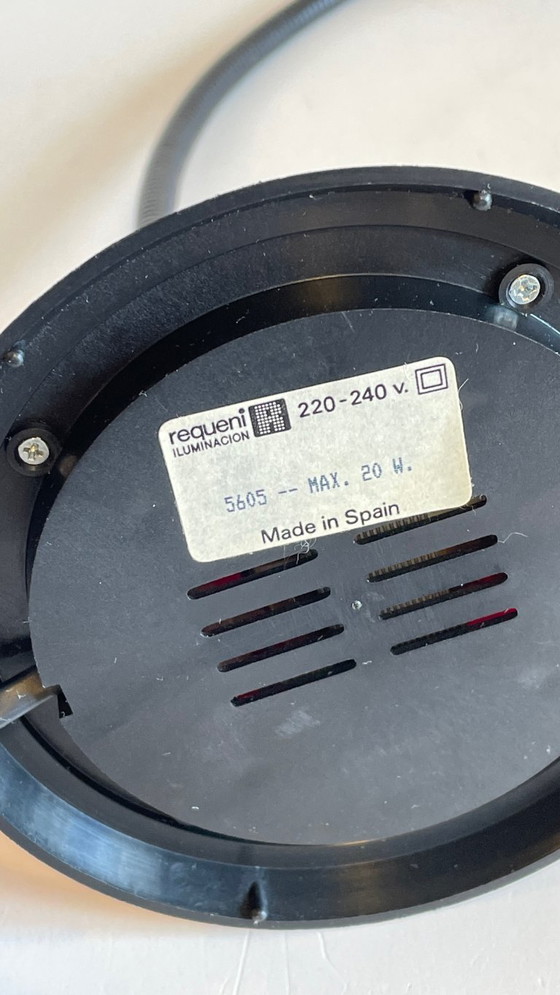 requeni R 220-240 v.
ILUMINACION
5605 -- MAX. 20 W.
Made in Spain